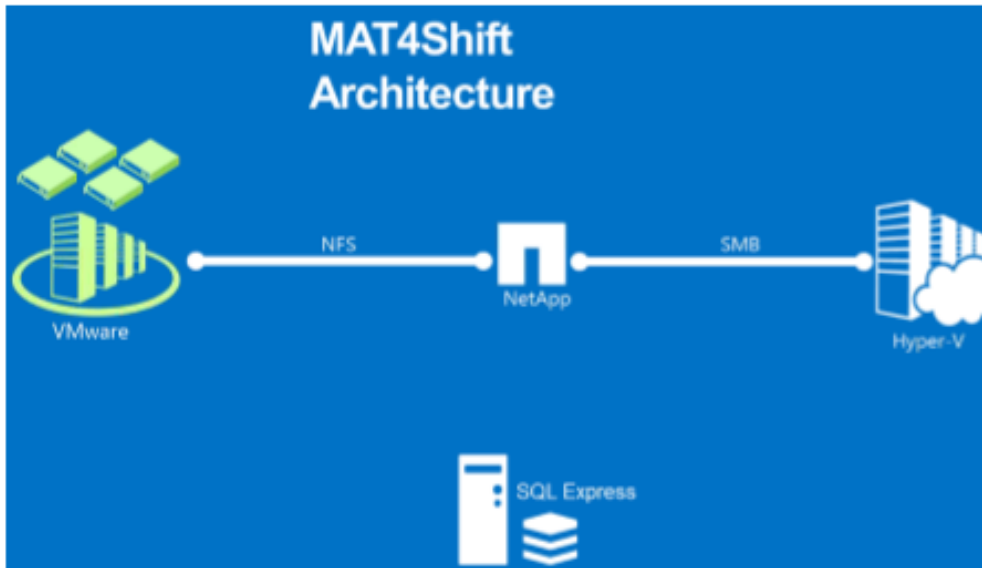 MAT4Shift
Architecture
NFS
SMB
NetApp
VMware
Hyper-V
SQL Express